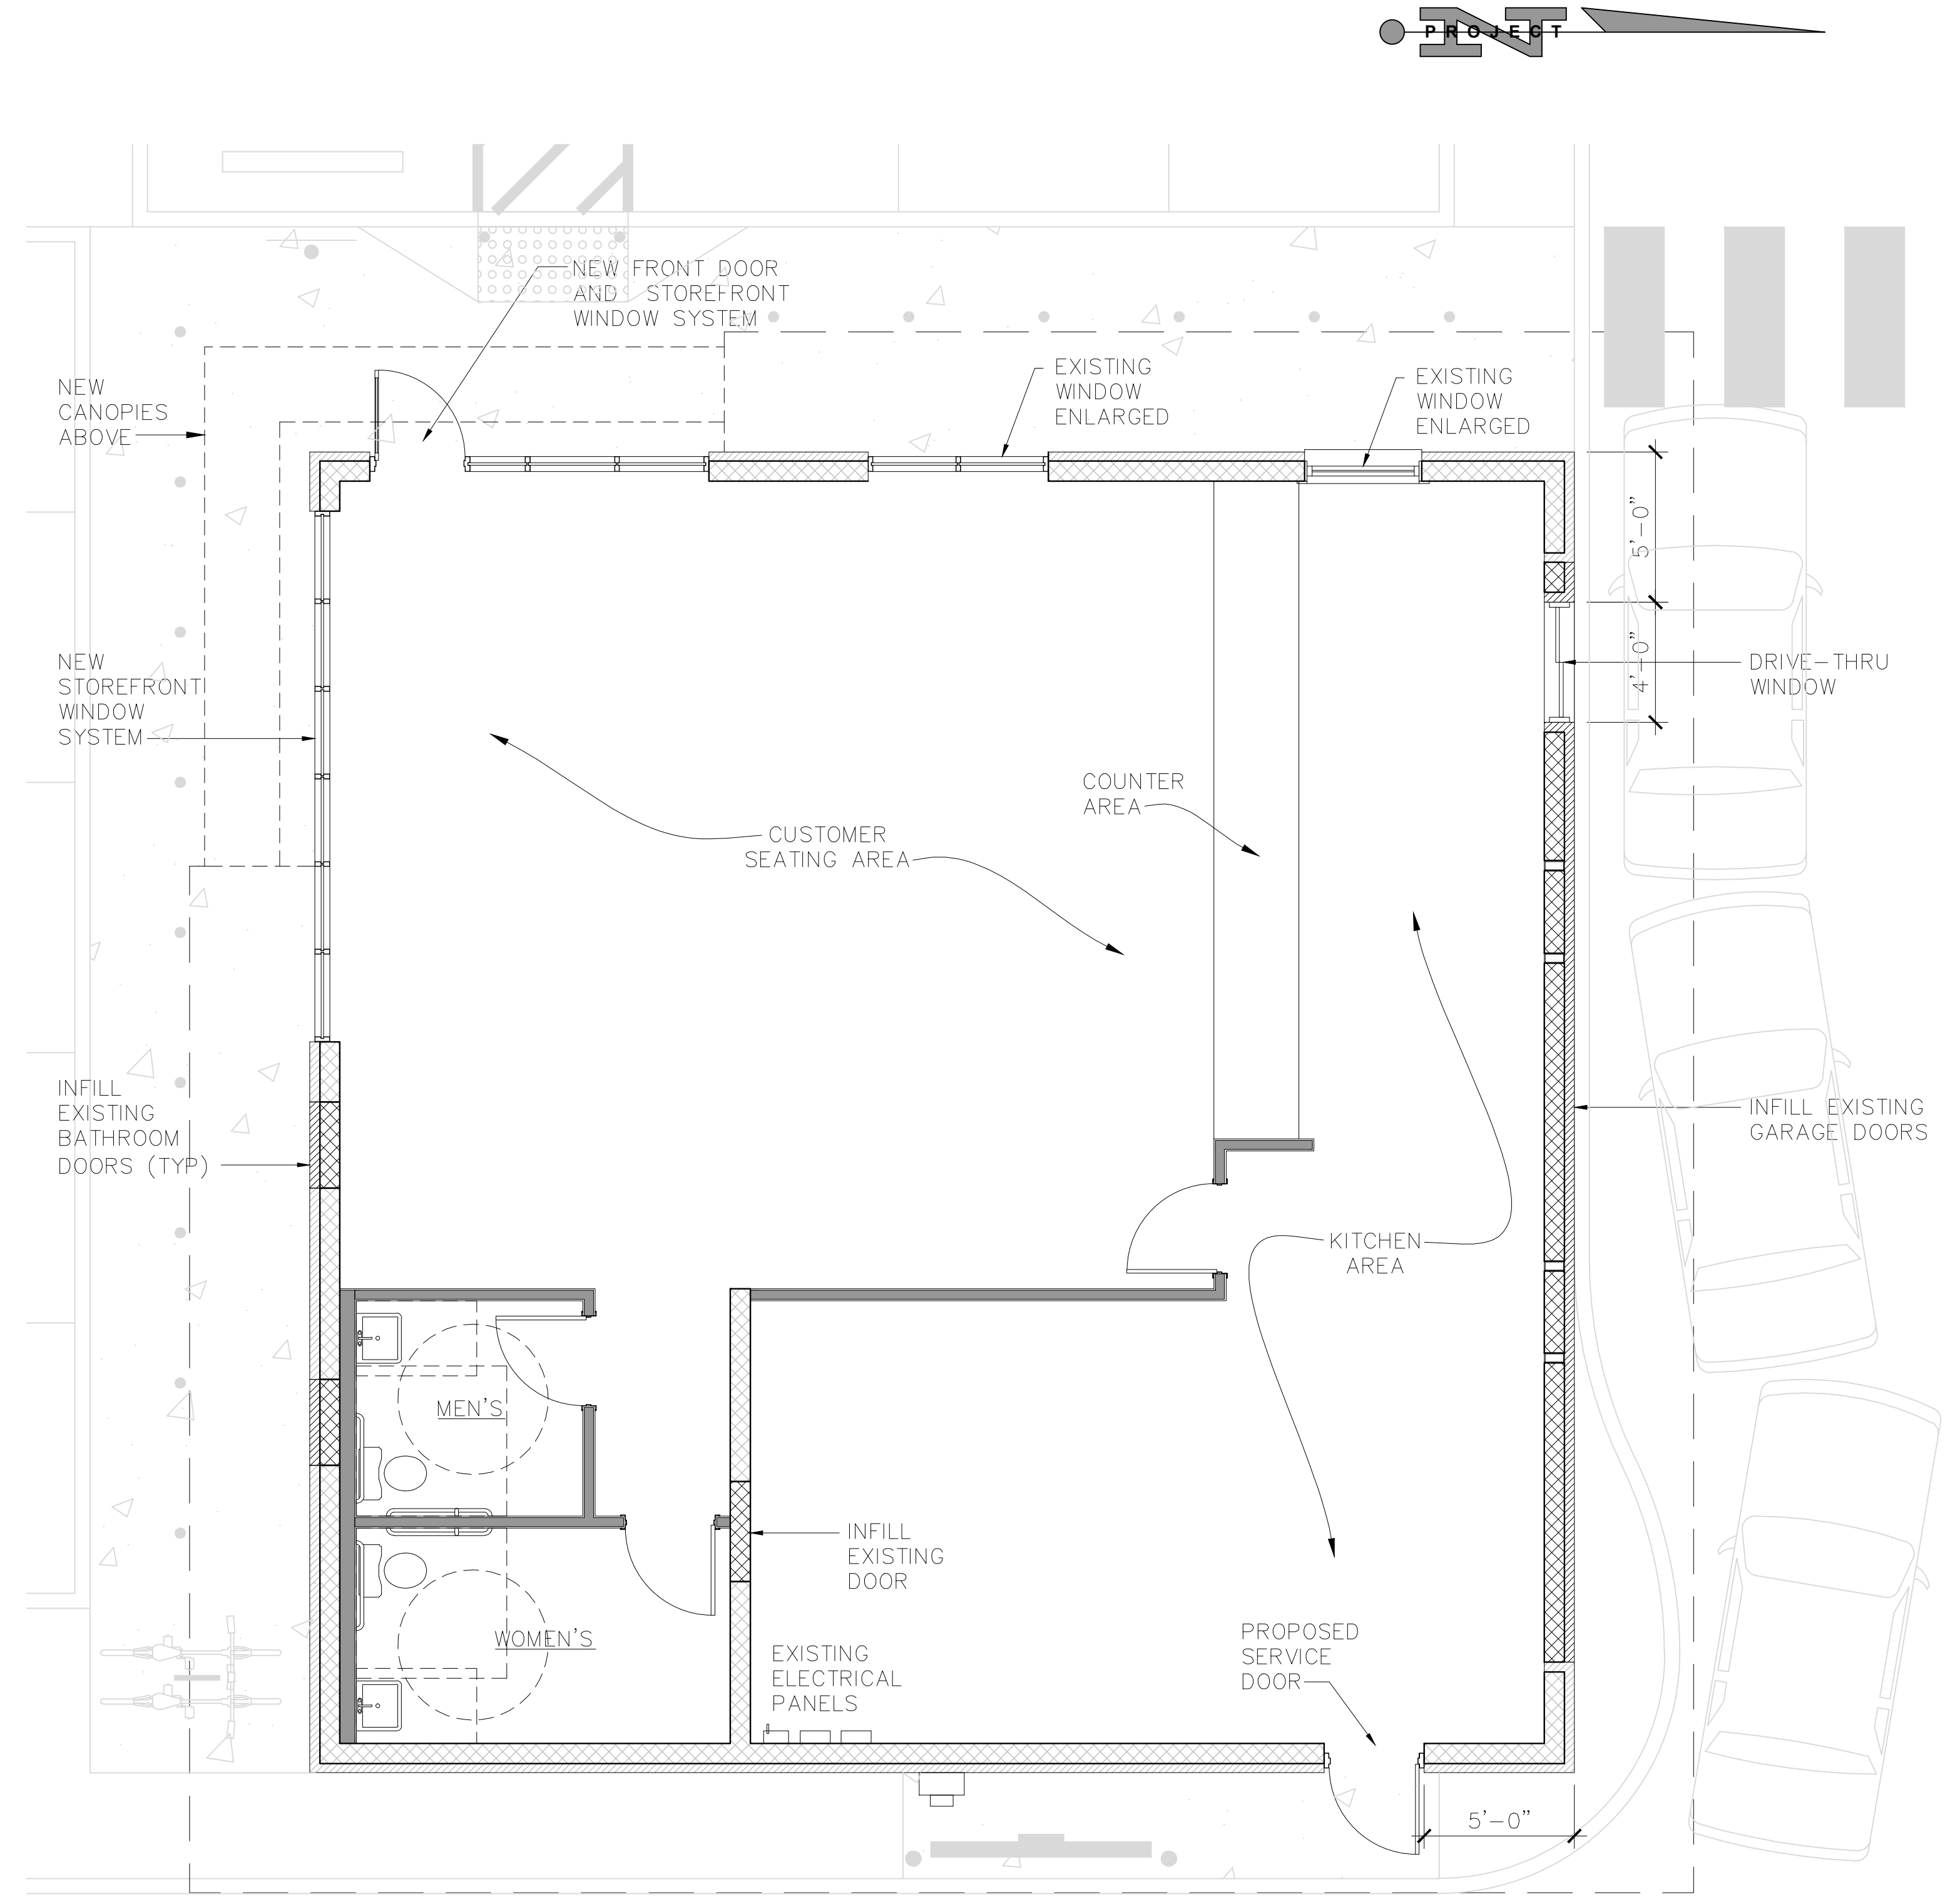 PROJECT
N
NEW FRONT DOOR
AND STOREFRONT
WINDOW SYSTEM
NEW
CANOPIES
ABOVE
EXISTING
WINDOW
ENLARGED
EXISTING
WINDOW
ENLARGED
5'-0"
4'-0"
NEW
STOREFRONT
WINDOW
SYSTEM
DRIVE-THRU
WINDOW
COUNTER
AREA
CUSTOMER
SEATING AREA
INFILL
EXISTING
BATHROOM
DOORS (TYP)
INFILL EXISTING
GARAGE DOORS
KITCHEN
AREA
MEN'S
INFILL
EXISTING
DOOR
WOMEN'S
EXISTING
ELECTRICAL
PANELS
PROPOSED
SERVICE
DOOR
5'-0"